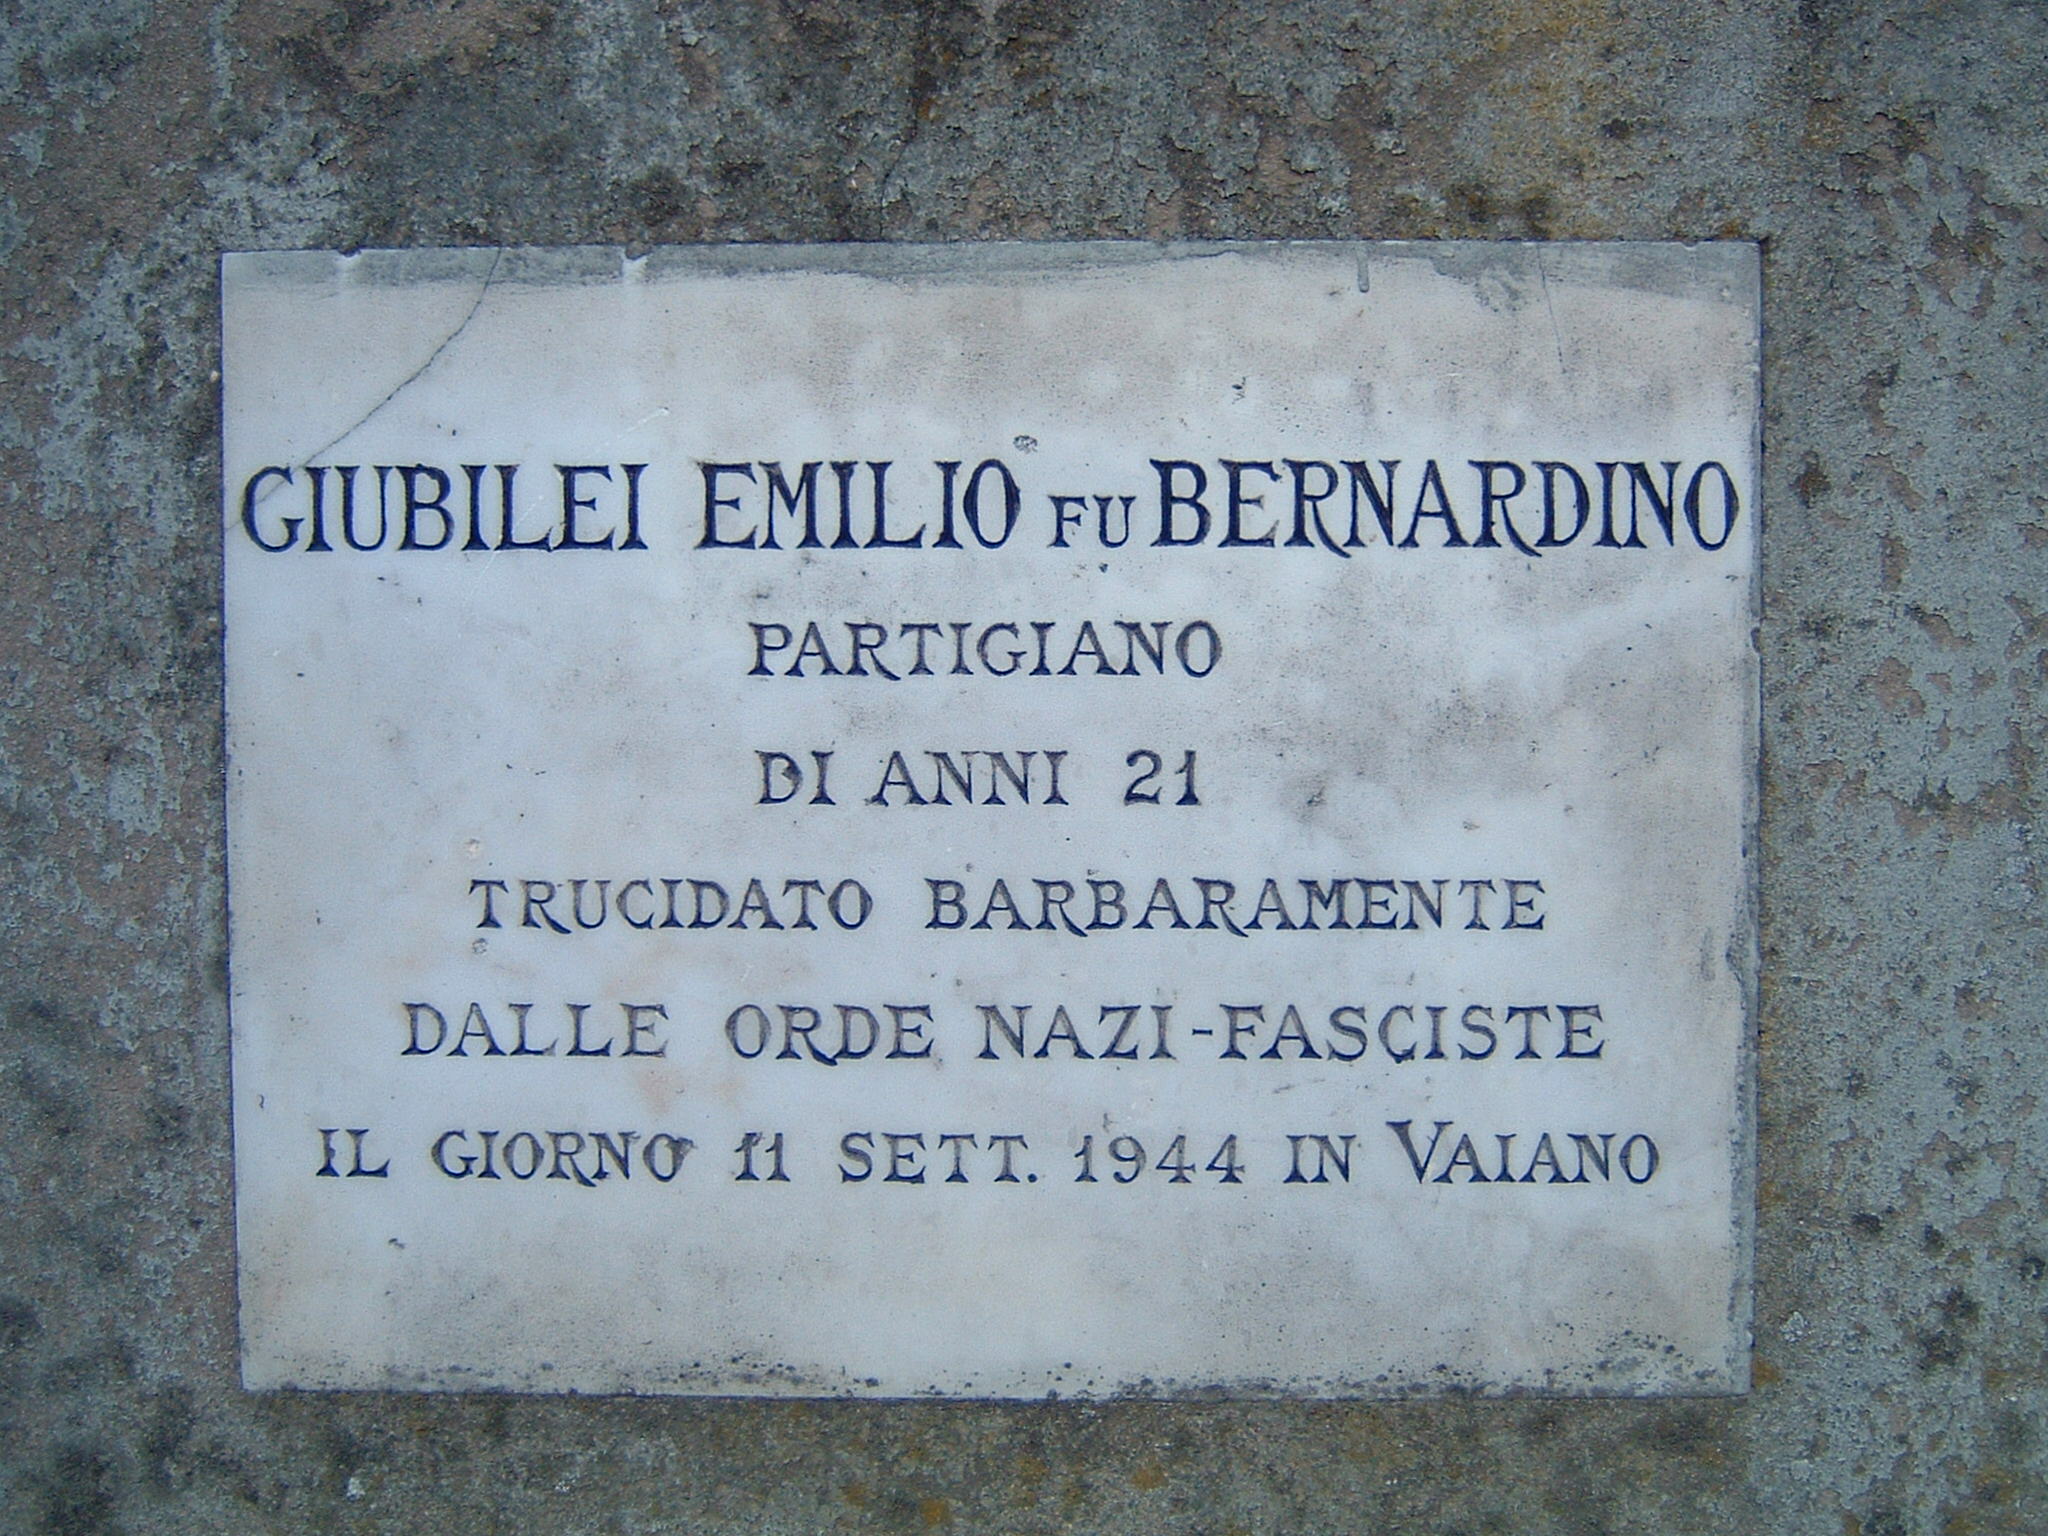 GIUBILEI EMILIO FU BERNARDINO
PARTIGIANO
DI ANNI 21
TRUCIDATO BARBARAMENTE
DALLE ORDE NAZI-FASCISTE
IL GIORNO 11 SETT. 1944 IN VAIANO